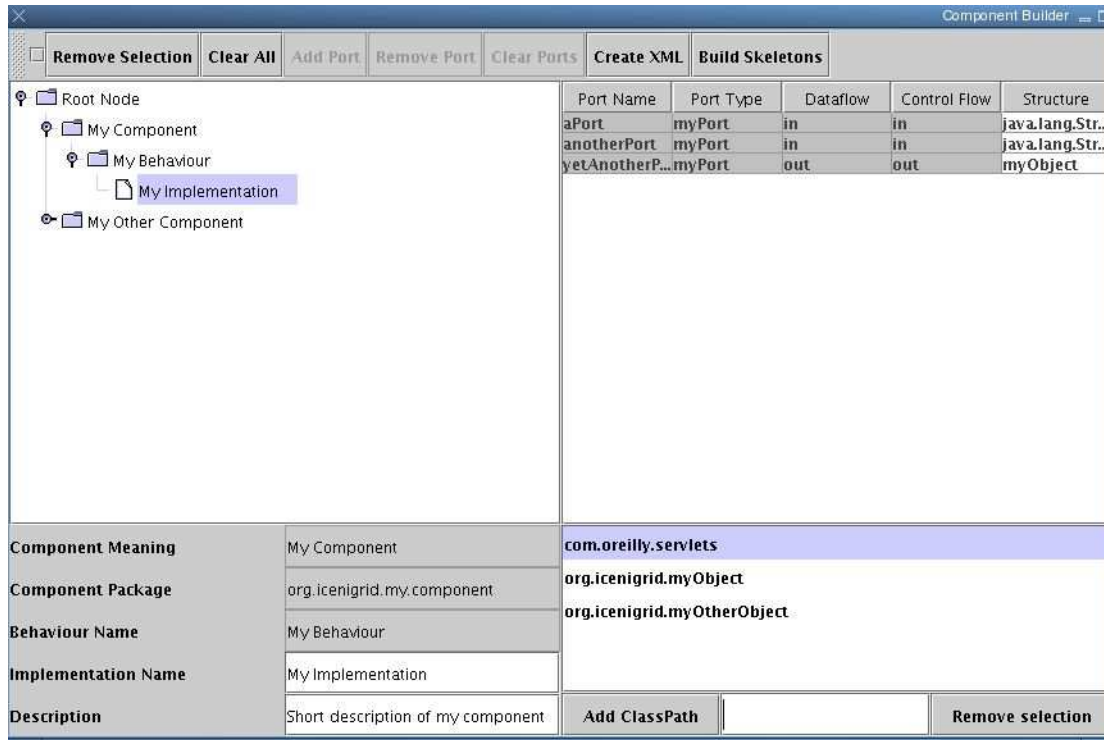 Component Builder
Remove Selection Clear All Add Port Remove Port Clear Ports Create XML Build Skeletons
Root Node
My Component
My Behaviour
My Implementation
My Other Component
Port Name Port Type Dataflow Control Flow Structure
aPort myPort in in java.lang.Str..
anotherPort myPort in in java.lang.Str..
yetAnotherP... myPort out out myObject
Component Meaning My Component
Component Package org.icenigrid.my.component
Behaviour Name My Behaviour
Implementation Name My Implementation
Description Short description of my component
com.oreilly.servlets
org.icenigrid.myObject
org.icenigrid.myOtherObject
Add ClassPath Remove selection